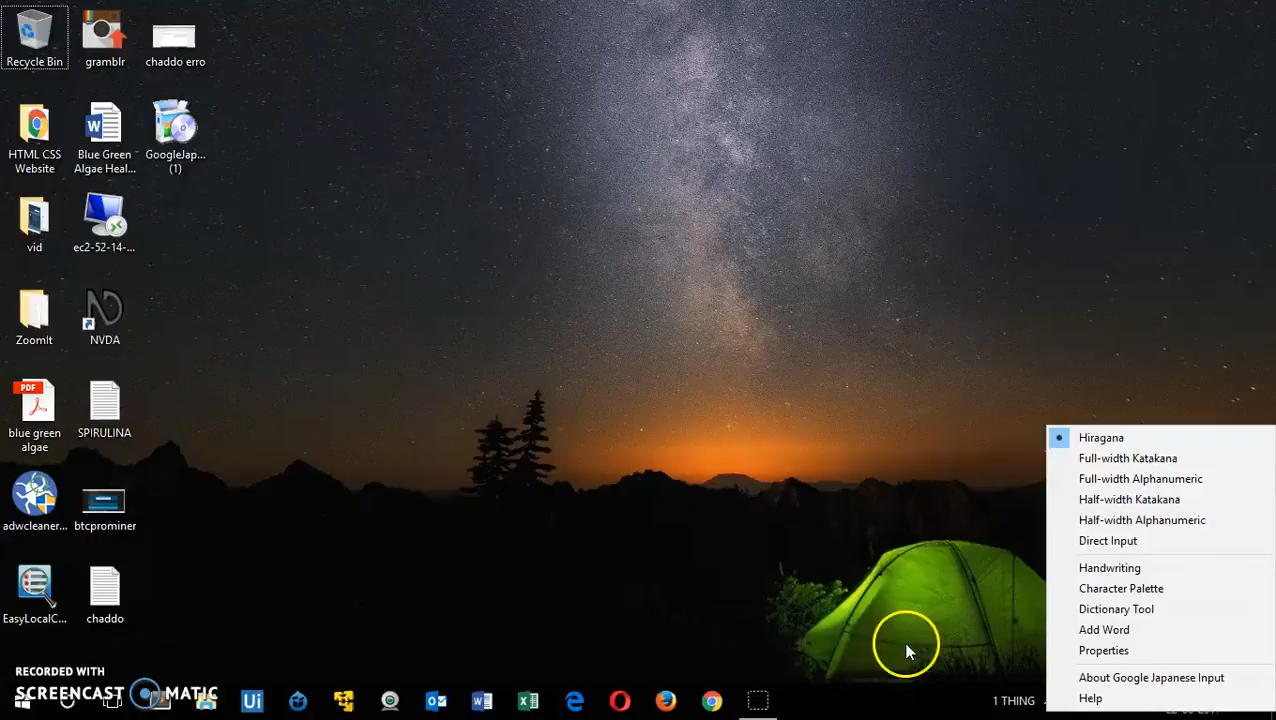 Recycle Bin
gramblr
chaddo erro
HTML CSS
Website
Blue Green
Algae Heal...
GoogleJap...
(1)
vid
ec2-52-14-...
ZoomIt
NVDA
PDF
blue green
algae
SPIRULINA
adwcleaner...
btcprominer
EasyLocalC...
chaddo
Hiragana
Full-width Katakana
Full-width Alphanumeric
Half-width Katakana
Half-width Alphanumeric
Direct Input
Handwriting
Character Palette
Dictionary Tool
Add Word
Properties
About Google Japanese Input
Help
RECORDED WITH
SCREENCAST MATIC
Ui
1 THING